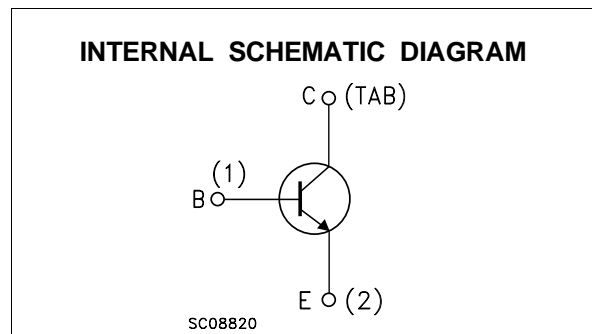 INTERNAL SCHEMATIC DIAGRAM
C (TAB)
(1)
B
E (2)
SC08820